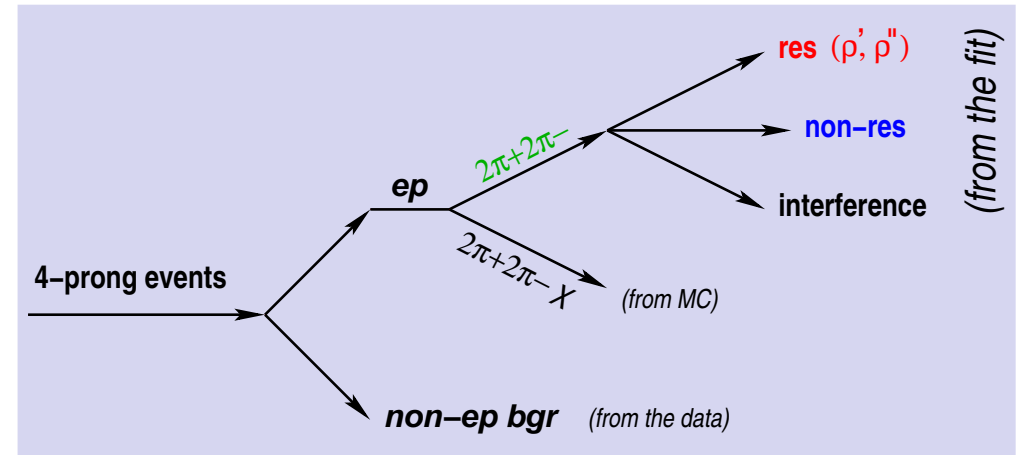 res (ρ', ρ'')
(from the fit)
non−res
2π+2π−
ep
interference
2π+2π− X
4−prong events
(from MC)
non−ep bgr (from the data)